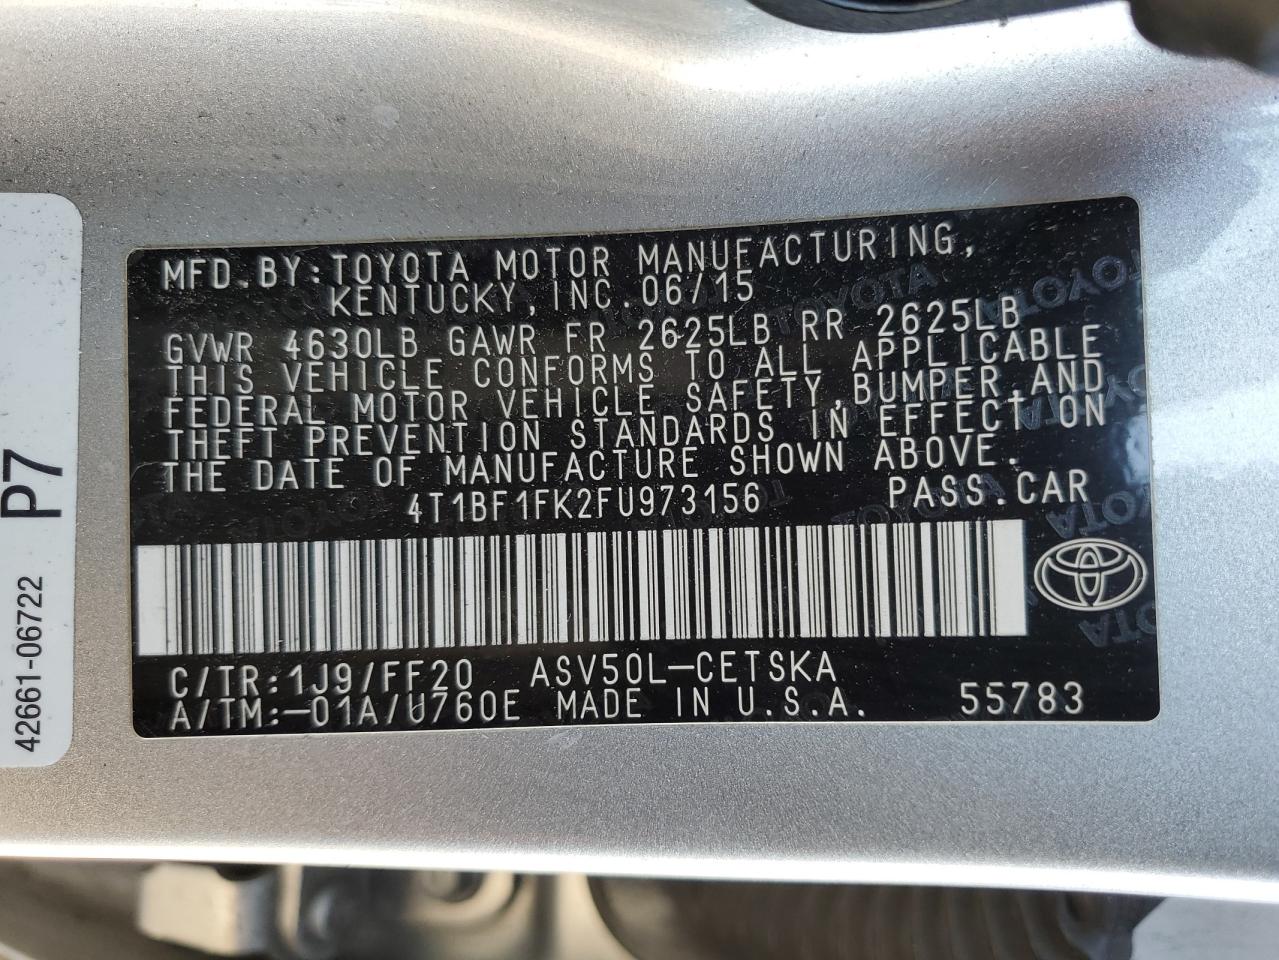 MFD.BY:TOYOTA MOTOR MANUFACTURING,
KENTUCKY, INC. 06/15
GVWR 4630LB GAWR FR 2625LB RR 2625LB
THIS VEHICLE CONFORMS TO ALL APPLICABLE
FEDERAL MOTOR VEHICLE SAFETY,BUMPER,AND
THEFT PREVENTION STANDARDS IN EFFECT ON
THE DATE OF MANUFACTURE SHOWN ABOVE.
4T1BF1FK2FU973156 PASS.CAR
C/TR:1J9/FF20 ASV50L-CETSKA
A/TM:-01A/U760E MADE IN U.S.A. 55783
P7
42661-06722